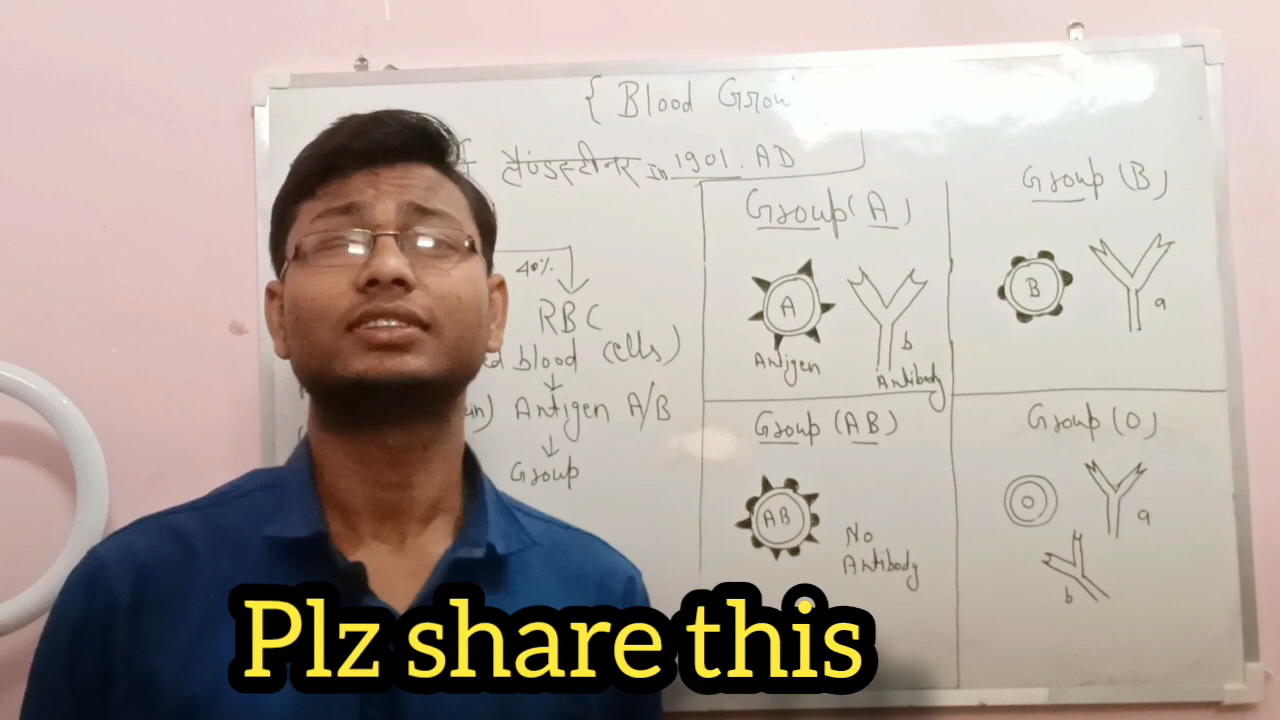 { Blood Grou
लैण्डस्टीनर In 1901. AD
40%
RBC
blood (cells)
Antigen A/B
Group
Group (A)
A
Antigen
b
Antibody
Group (B)
B
a
Group (AB)
AB
No
Antibody
Group (O)
O
a
b
Plz share this